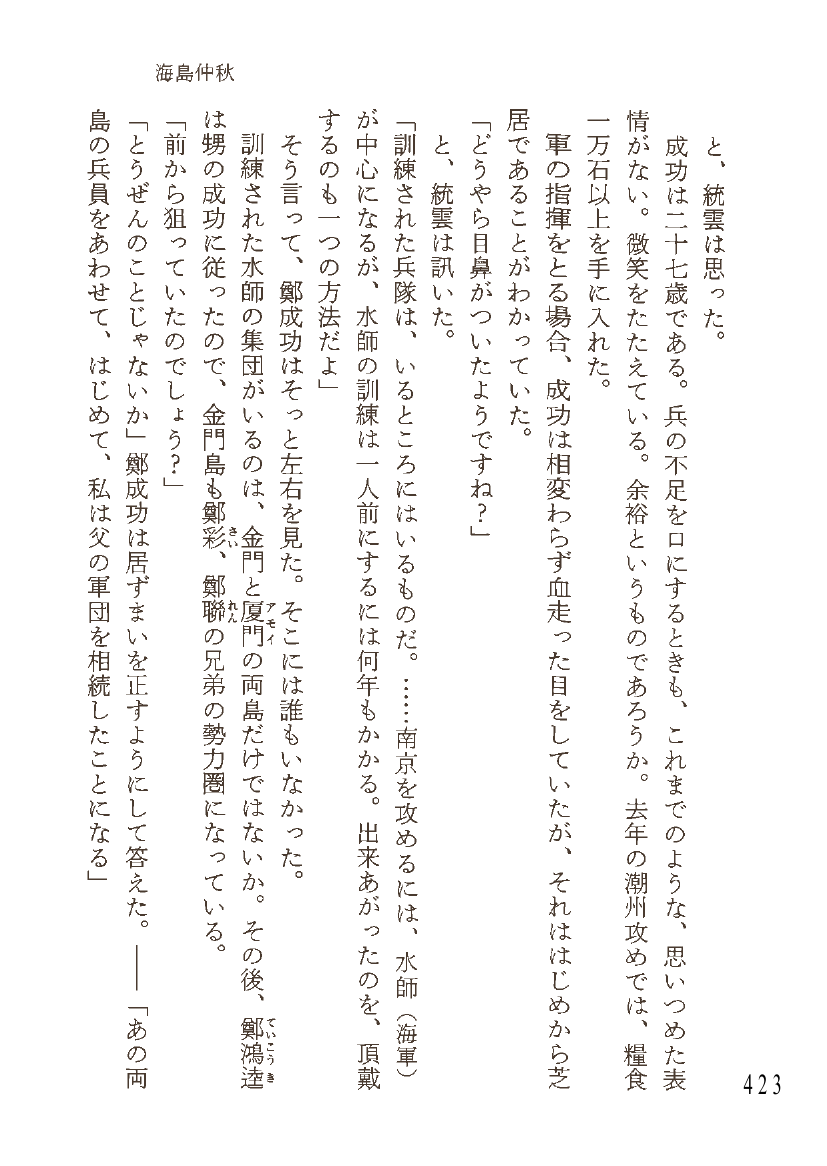 海島仲秋
と、統雲は思った。
成功は二十七歳である。兵の不足を口にするときも、これまでのような、思いつめた表
情がない。微笑をたたえている。余裕というものであろうか。去年の潮州攻めでは、糧食
一万石以上を手に入れた。
軍の指揮をとる場合、成功は相変わらず血走った目をしていたが、それははじめから芝
居であることがわかっていた。
「どうやら目鼻がついたようですね?」
と、統雲は訊いた。
「訓練された兵隊は、いるところにはいるものだ。……南京を攻めるには、水師(海軍)
が中心になるが、水師の訓練は一人前にするには何年もかかる。出来あがったのを、頂戴
するのも一つの方法だよ」
そう言って、鄭成功はそっと左右を見た。そこには誰もいなかった。
訓練された水師の集団がいるのは、金門と厦門の両島だけではないか。その後、鄭鴻逵
アモイ
ていこうき
は甥の成功に従ったので、金門島も鄭彩、鄭聯の兄弟の勢力圏になっている。
さい
れん
「前から狙っていたのでしょう?」
「とうぜんのことじゃないか」鄭成功は居ずまいを正すようにして答えた。――「あの両
島の兵員をあわせて、はじめて、私は父の軍団を相続したことになる」
423